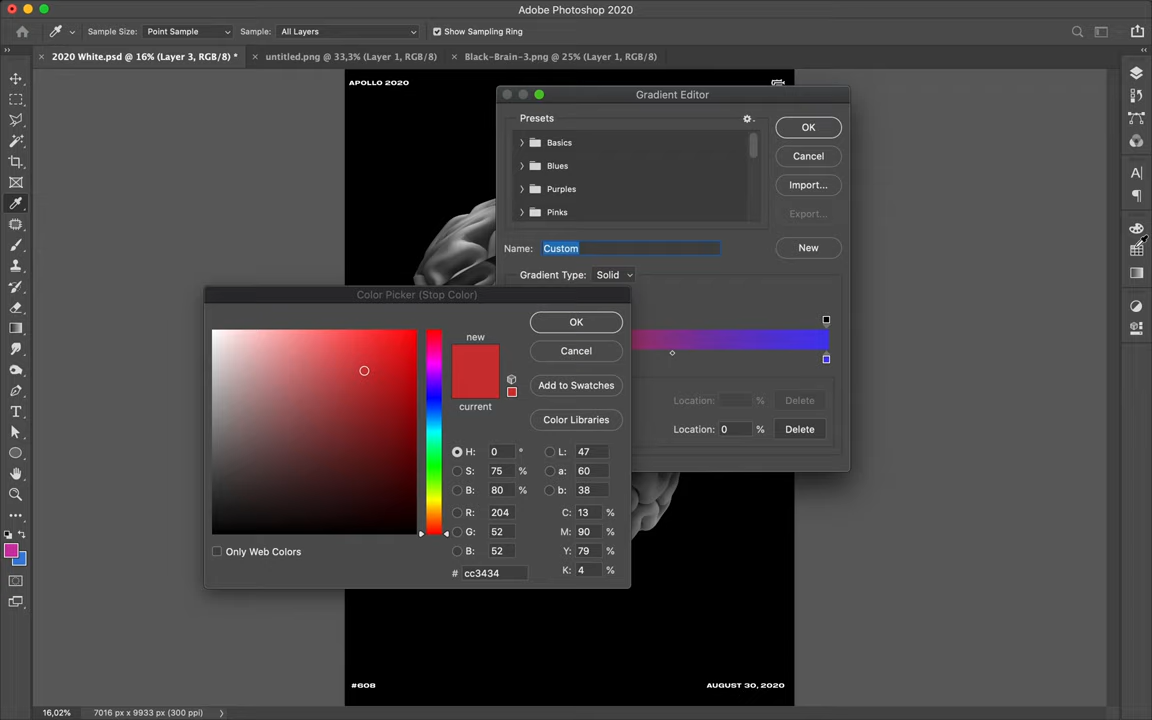 Adobe Photoshop 2020
Sample Size: Point Sample Sample: All Layers Show Sampling Ring
2020 White.psd @ 16% (Layer 3, RGB/8) * untitled.png @ 33,3% (Layer 1, RGB/8) Black-Brain-3.png @ 25% (Layer 1, RGB/8)
APOLLO 2020
Gradient Editor
Presets
Basics
Blues
Purples
Pinks
OK
Cancel
Import...
Export...
Name: Custom
New
Gradient Type: Solid
Location: % Delete
Location: 0 % Delete
Color Picker (Stop Color)
new
current
OK
Cancel
Add to Swatches
Color Libraries
H: 0 ° L: 47
S: 75 % a: 60
B: 80 % b: 38
R: 204 C: 13 %
G: 52 M: 90 %
B: 52 Y: 79 %
K: 4 %
Only Web Colors
# cc3434
#608
AUGUST 30, 2020
16,02% 7016 px x 9933 px (300 ppi)